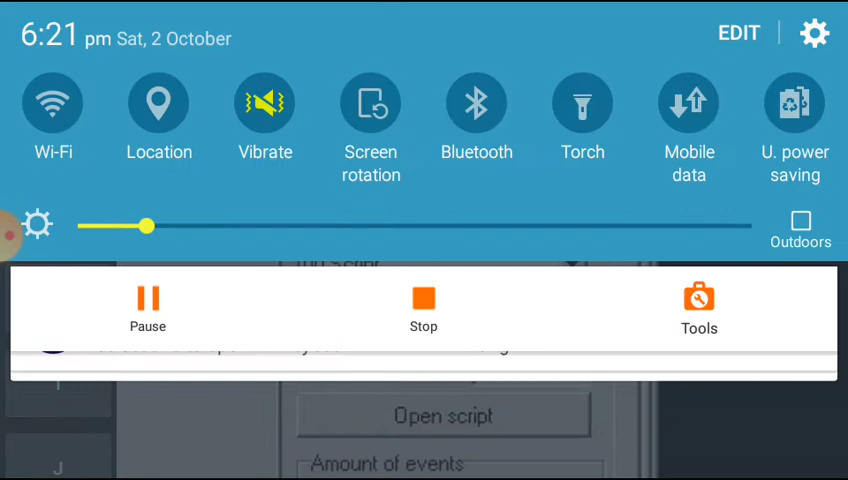 6:21 pm Sat, 2 October
EDIT
Wi-Fi
Location
Vibrate
Screen
rotation
Bluetooth
Torch
Mobile
data
U. power
saving
Outdoors
Pause
Stop
Tools
Open script
J
Amount of events